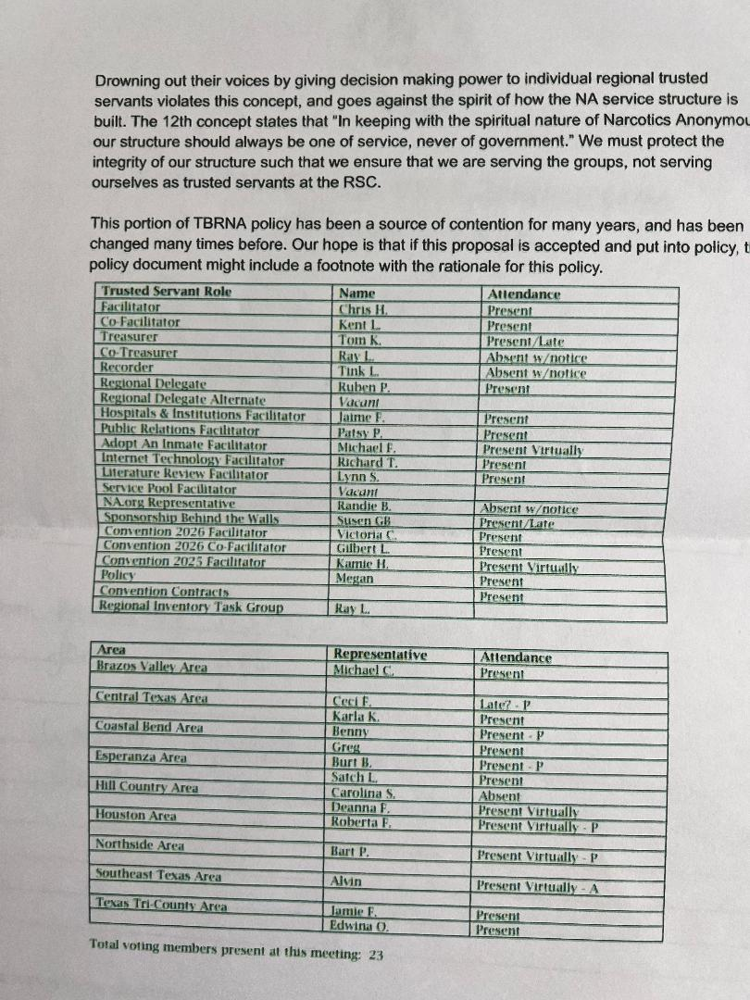 Drowning out their voices by giving decision making power to individual regional trusted
servants violates this concept, and goes against the spirit of how the NA service structure is
built. The 12th concept states that "In keeping with the spiritual nature of Narcotics Anonymou
our structure should always be one of service, never of government." We must protect the
integrity of our structure such that we ensure that we are serving the groups, not serving
ourselves as trusted servants at the RSC.
This portion of TBRNA policy has been a source of contention for many years, and has been
changed many times before. Our hope is that if this proposal is accepted and put into policy, t
policy document might include a footnote with the rationale for this policy.
Trusted Servant Role Name Attendance
Facilitator Chris H. Present
Co-Facilitator Kent L. Present
Treasurer Tom K. Present/Late
Co-Treasurer Ray L. Absent w/notice
Recorder Tink L. Absent w/notice
Regional Delegate Ruben P. Present
Regional Delegate Alternate Vacant
Hospitals & Institutions Facilitator Jaime F. Present
Public Relations Facilitator Patsy P. Present
Adopt An Inmate Facilitator Michael F. Present Virtually
Internet Technology Facilitator Richard T. Present
Literature Review Facilitator Lynn S. Present
Service Pool Facilitator Vacant
NA.org Representative Randie B. Absent w/notice
Sponsorship Behind the Walls Susen GB Present/Late
Convention 2026 Facilitator Victoria C. Present
Convention 2026 Co-Facilitator Gilbert L. Present
Convention 2025 Facilitator Kamie H. Present Virtually
Policy Megan Present
Convention Contracts Present
Regional Inventory Task Group Ray L.
Area Representative Attendance
Brazos Valley Area Michael C. Present
Central Texas Area Ceci F. Late? - P
Karla K. Present
Coastal Bend Area Benny Present - P
Greg Present
Esperanza Area Burt B. Present - P
Satch L. Present
Hill Country Area Carolina S. Absent
Deanna F. Present Virtually
Houston Area Roberta F. Present Virtually - P
Northside Area Bart P. Present Virtually - P
Southeast Texas Area Alvin Present Virtually - A
Texas Tri-County Area Jamie F. Present
Edwina O. Present
Total voting members present at this meeting: 23